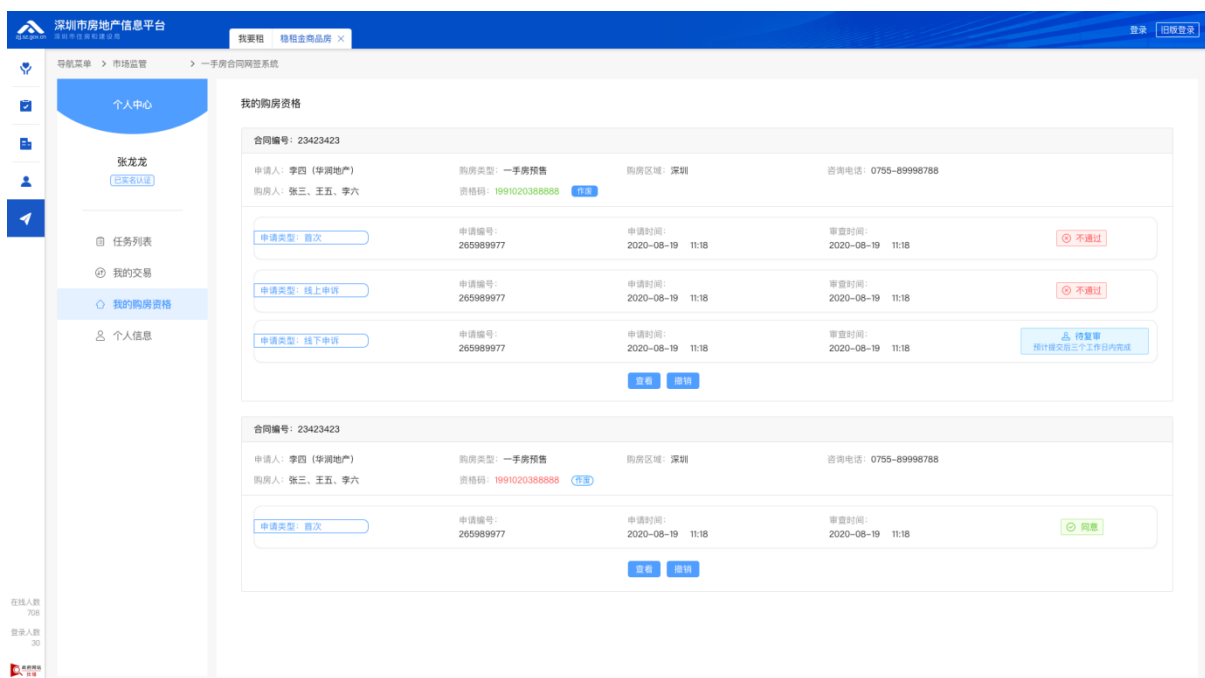 深圳市房地产信息平台
深圳市住房和建设局
zjj.sz.gov.cn
我要租 稳租金商品房 ×
登录 旧版登录
导航菜单 > 市场监管 > 一手房合同网签系统
个人中心
张龙龙
已实名认证
任务列表
我的交易
我的购房资格
个人信息
在线人数
708
登录人数
30
我的购房资格
合同编号：23423423
申请人：李四（华润地产） 购房类型：一手房预售 购房区域：深圳 咨询电话：0755-89998788
购房人：张三、王五、李六 资格码：1991020388888 作废
申请类型：首次 申请编号： 申请时间： 审查时间： 不通过
265989977 2020-08-19 11:18 2020-08-19 11:18
申请类型：线上申诉 申请编号： 申请时间： 审查时间： 不通过
265989977 2020-08-19 11:18 2020-08-19 11:18
申请类型：线下申诉 申请编号： 申请时间： 审查时间： 待复审
265989977 2020-08-19 11:18 2020-08-19 11:18 预计提交后三个工作日内完成
查看 撤销
合同编号：23423423
申请人：李四（华润地产） 购房类型：一手房预售 购房区域：深圳 咨询电话：0755-89998788
购房人：张三、王五、李六 资格码：1991020388888 作废
申请类型：首次 申请编号： 申请时间： 审查时间： 同意
265989977 2020-08-19 11:18 2020-08-19 11:18
查看 撤销